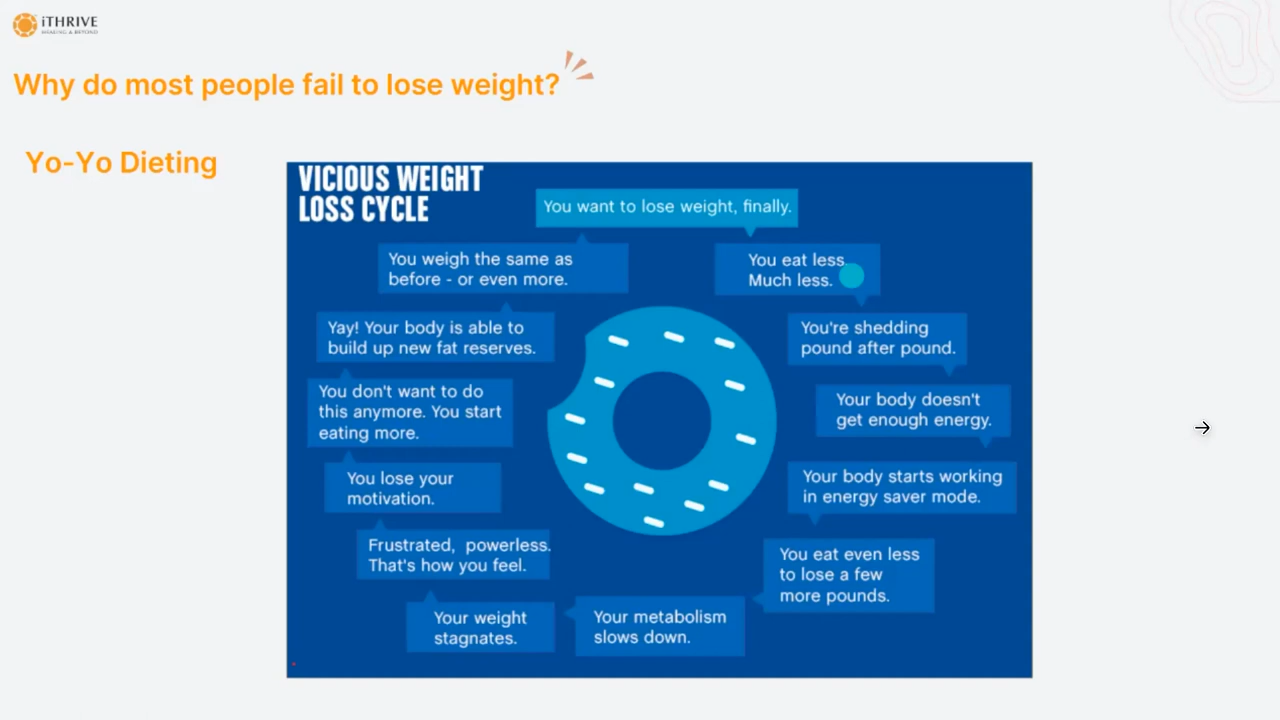 iTHRIVE
HEALING & BEYOND
Why do most people fail to lose weight?
Yo-Yo Dieting
VICIOUS WEIGHT
LOSS CYCLE
You want to lose weight, finally.
You eat less.
Much less.
You're shedding
pound after pound.
Your body doesn't
get enough energy.
Your body starts working
in energy saver mode.
You eat even less
to lose a few
more pounds.
Your metabolism
slows down.
Your weight
stagnates.
Frustrated, powerless.
That's how you feel.
You lose your
motivation.
You don't want to do
this anymore. You start
eating more.
Yay! Your body is able to
build up new fat reserves.
You weigh the same as
before - or even more.